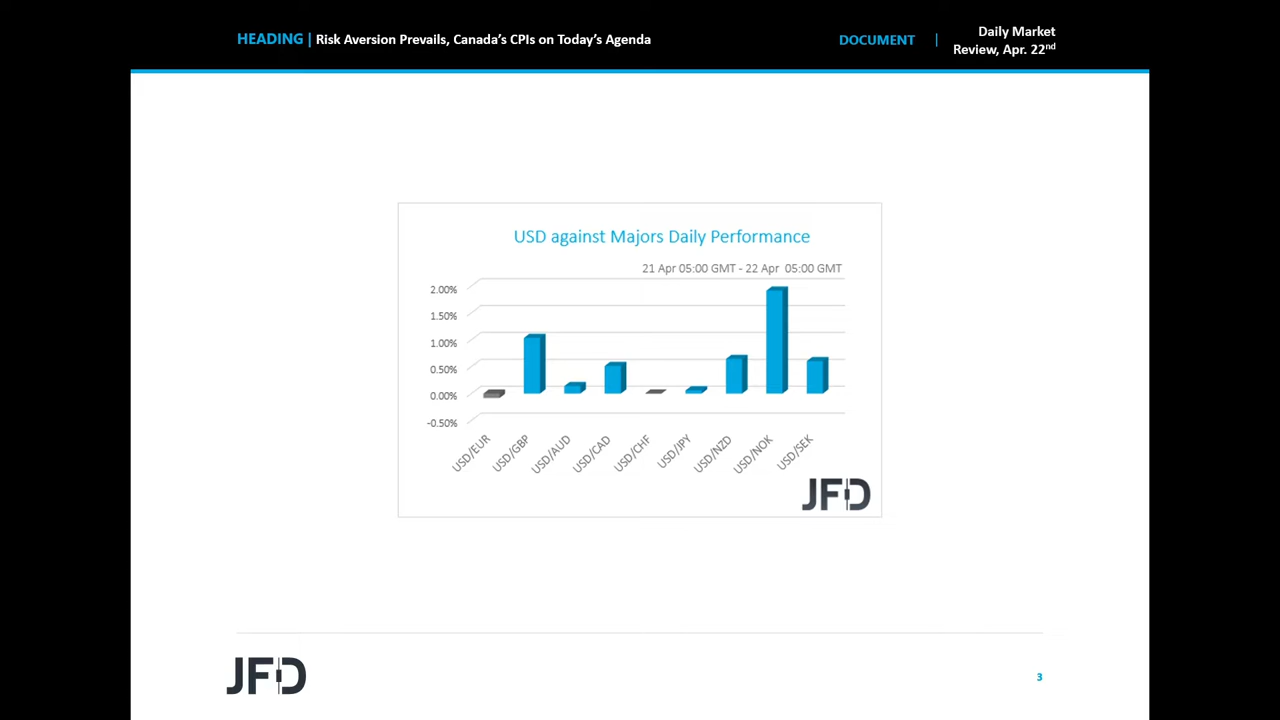 HEADING | Risk Aversion Prevails, Canada’s CPIs on Today’s Agenda
DOCUMENT |
Daily Market
Review, Apr. 22nd
USD against Majors Daily Performance
21 Apr 05:00 GMT - 22 Apr 05:00 GMT
2.00%
1.50%
1.00%
0.50%
0.00%
-0.50%
USD/EUR
USD/GBP
USD/AUD
USD/CAD
USD/CHF
USD/JPY
USD/NZD
USD/NOK
USD/SEK
JFD
JFD
3